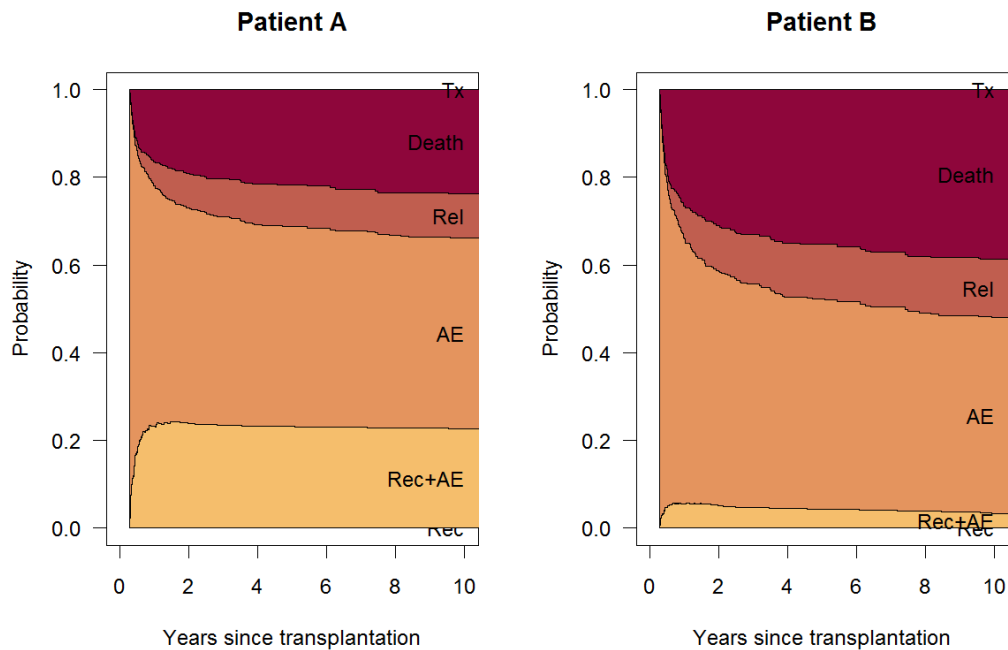 Patient A
Probability
1.0
0.8
0.6
0.4
0.2
0.0
Tx
Death
Rel
AE
Rec+AE
Rec
0 2 4 6 8 10
Years since transplantation
Patient B
Probability
1.0
0.8
0.6
0.4
0.2
0.0
Tx
Death
Rel
AE
Rec+AE
Rec
0 2 4 6 8 10
Years since transplantation